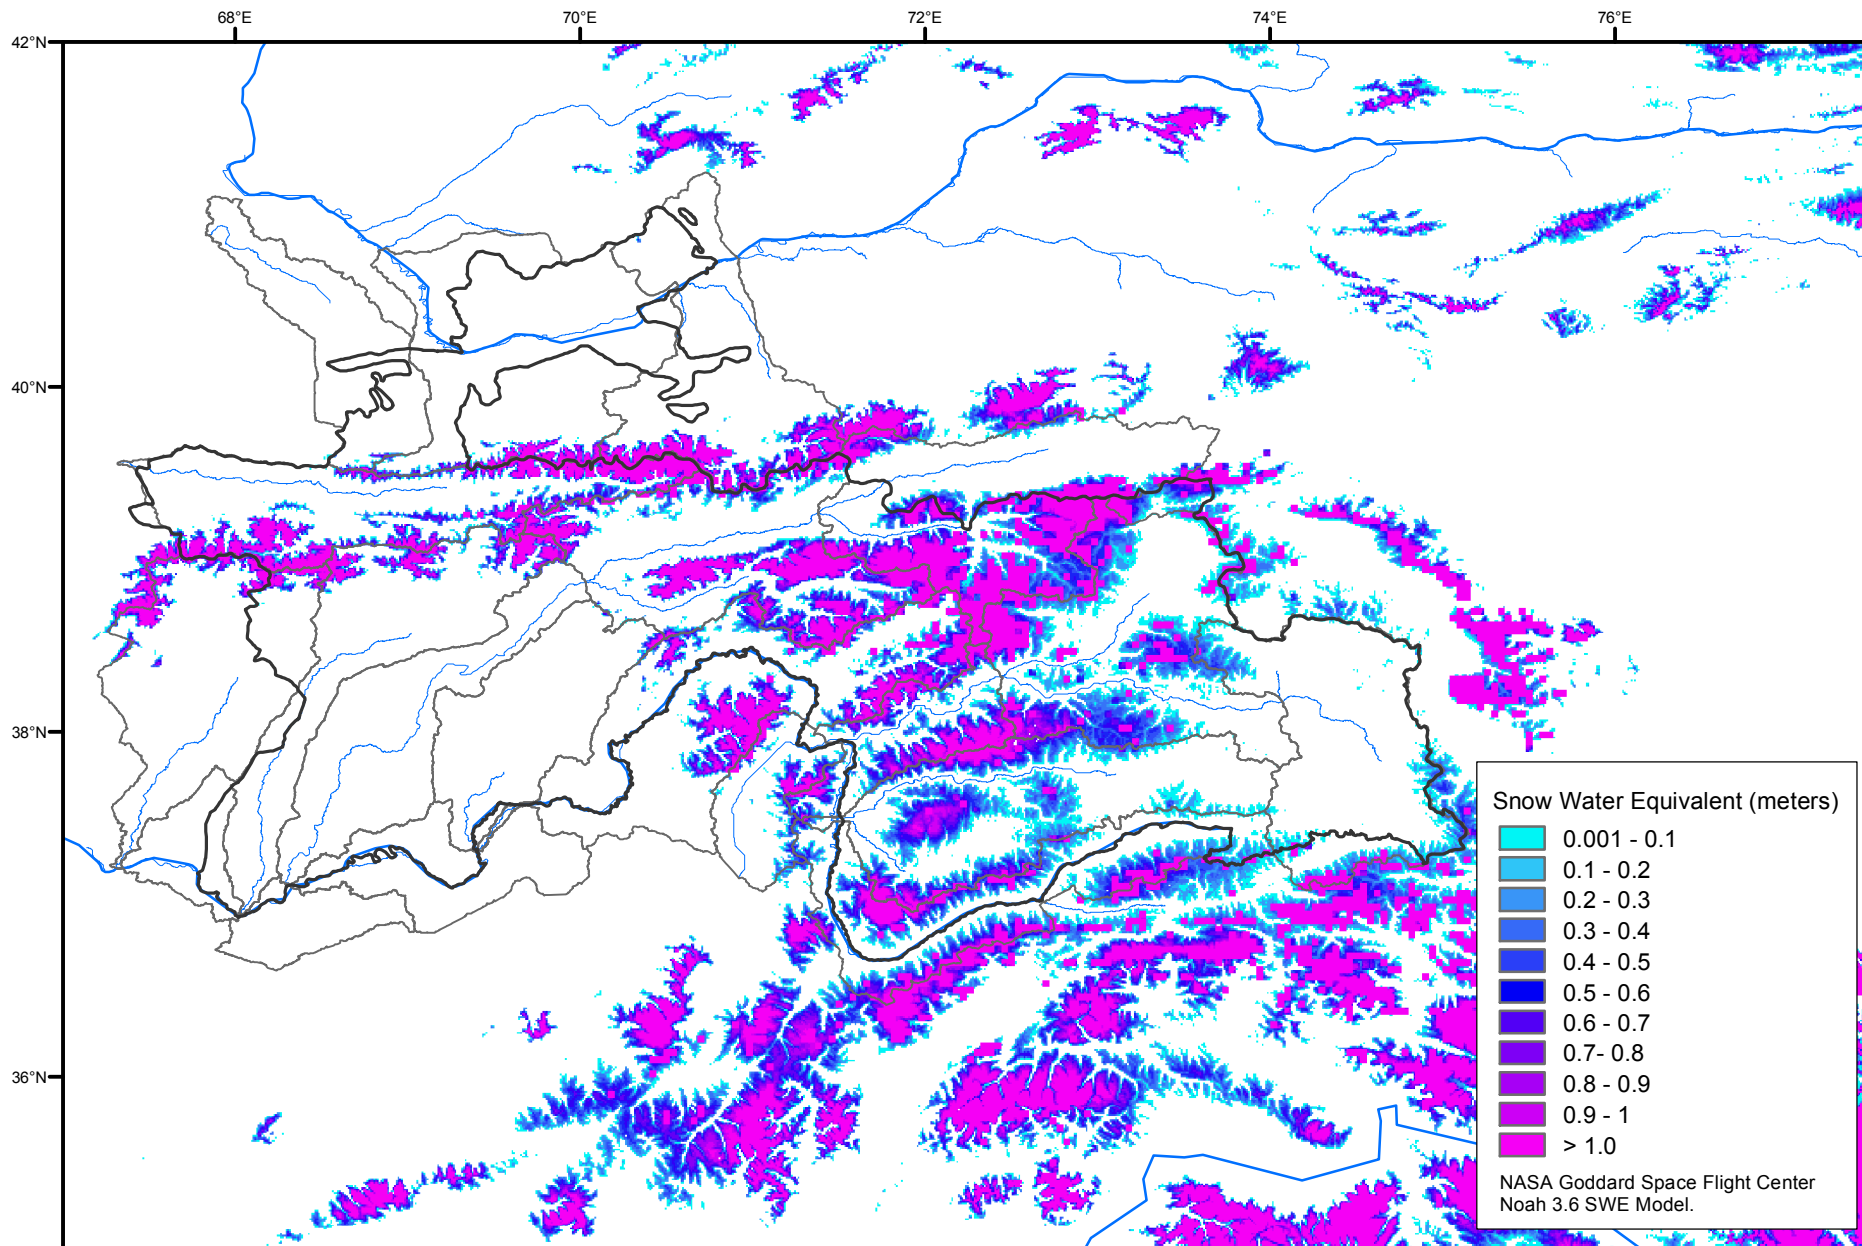 68°E 70°E 72°E 74°E 76°E
42°N
40°N
38°N
36°N
Snow Water Equivalent (meters)
0.001 - 0.1
0.1 - 0.2
0.2 - 0.3
0.3 - 0.4
0.4 - 0.5
0.5 - 0.6
0.6 - 0.7
0.7- 0.8
0.8 - 0.9
0.9 - 1
> 1.0
NASA Goddard Space Flight Center
Noah 3.6 SWE Model.